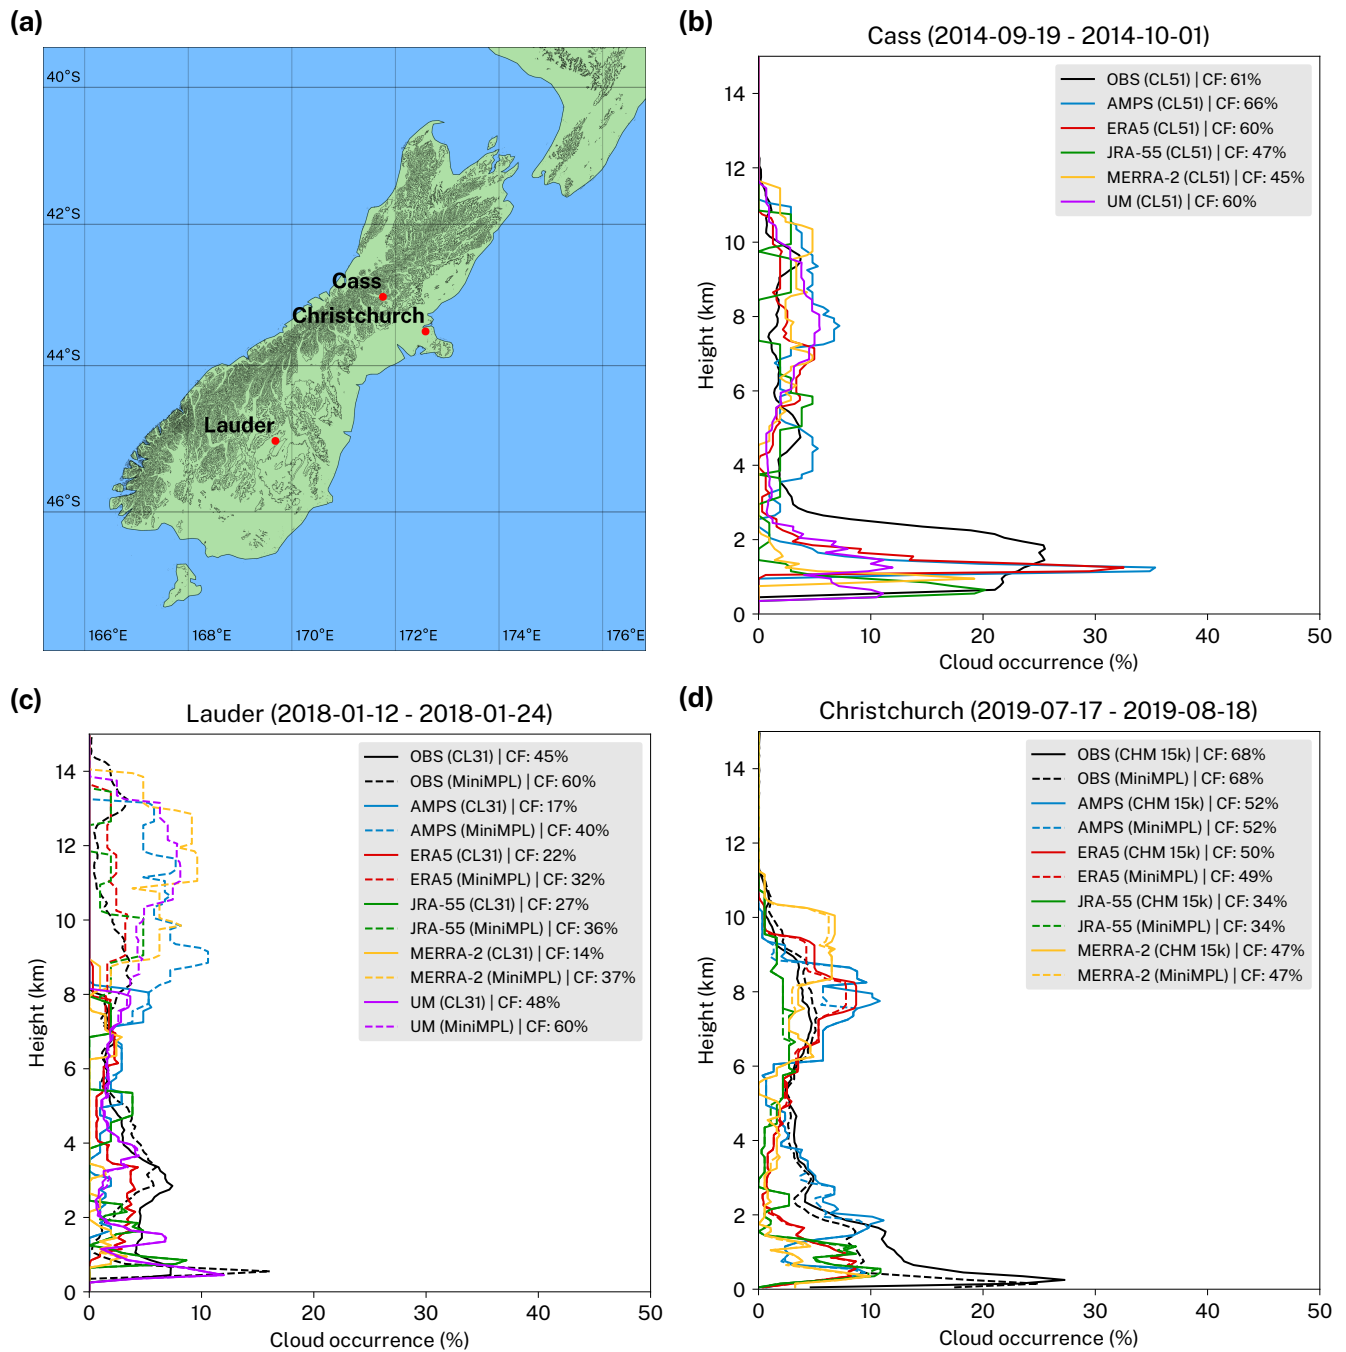 (a)
40°S
42°S
44°S
46°S
166°E
168°E
170°E
172°E
174°E
176°E
Cass
Christchurch
Lauder
(b)
Cass (2014-09-19 - 2014-10-01)
OBS (CL51) | CF: 61%
AMPS (CL51) | CF: 66%
ERA5 (CL51) | CF: 60%
JRA-55 (CL51) | CF: 47%
MERRA-2 (CL51) | CF: 45%
UM (CL51) | CF: 60%
Height (km)
14
12
10
8
6
4
2
0
0 10 20 30 40 50
Cloud occurrence (%)
(c)
Lauder (2018-01-12 - 2018-01-24)
OBS (CL31) | CF: 45%
OBS (MiniMPL) | CF: 60%
AMPS (CL31) | CF: 17%
AMPS (MiniMPL) | CF: 40%
ERA5 (CL31) | CF: 22%
ERA5 (MiniMPL) | CF: 32%
JRA-55 (CL31) | CF: 27%
JRA-55 (MiniMPL) | CF: 36%
MERRA-2 (CL31) | CF: 14%
MERRA-2 (MiniMPL) | CF: 37%
UM (CL31) | CF: 48%
UM (MiniMPL) | CF: 60%
Height (km)
14
12
10
8
6
4
2
0
0 10 20 30 40 50
Cloud occurrence (%)
(d)
Christchurch (2019-07-17 - 2019-08-18)
OBS (CHM 15k) | CF: 68%
OBS (MiniMPL) | CF: 68%
AMPS (CHM 15k) | CF: 52%
AMPS (MiniMPL) | CF: 52%
ERA5 (CHM 15k) | CF: 50%
ERA5 (MiniMPL) | CF: 49%
JRA-55 (CHM 15k) | CF: 34%
JRA-55 (MiniMPL) | CF: 34%
MERRA-2 (CHM 15k) | CF: 47%
MERRA-2 (MiniMPL) | CF: 47%
Height (km)
14
12
10
8
6
4
2
0
0 10 20 30 40 50
Cloud occurrence (%)